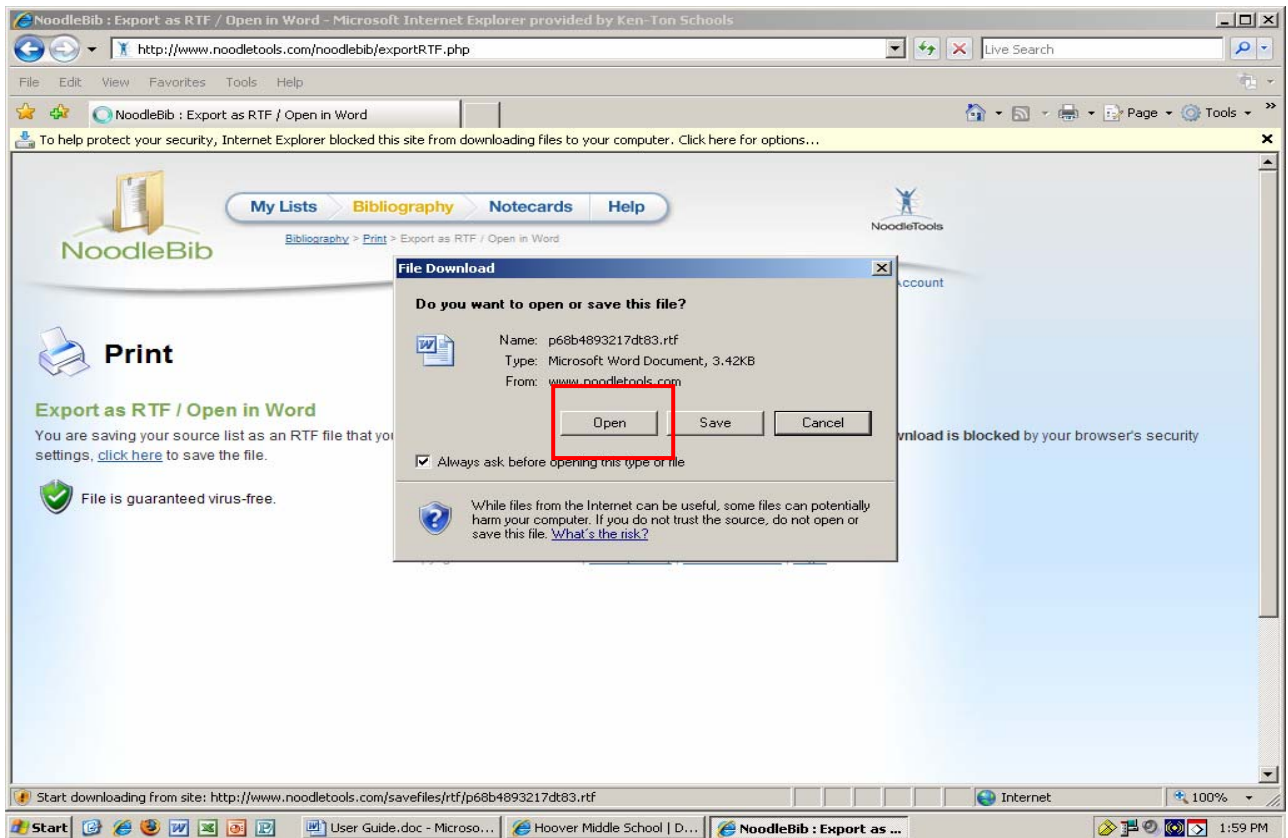 NoodleBib : Export as RTF / Open in Word - Microsoft Internet Explorer provided by Ken-Ton Schools
http://www.noodletools.com/noodlebib/exportRTF.php
Live Search
File Edit View Favorites Tools Help
NoodleBib : Export as RTF / Open in Word
Page Tools
To help protect your security, Internet Explorer blocked this site from downloading files to your computer. Click here for options...
My Lists Bibliography Notecards Help
NoodleTools
NoodleBib
Bibliography > Print > Export as RTF / Open in Word
File Download
Account
Do you want to open or save this file?
Name: p68b4893217dt83.rtf
Type: Microsoft Word Document, 3.42KB
From: www.noodletools.com
Print
Open Save Cancel
Export as RTF / Open in Word
You are saving your source list as an RTF file that you wnload is blocked by your browser's security
settings, click here to save the file.
Always ask before opening this type of file
File is guaranteed virus-free.
While files from the Internet can be useful, some files can potentially
harm your computer. If you do not trust the source, do not open or
save this file. What's the risk?
Start downloading from site: http://www.noodletools.com/savefiles/rtf/p68b4893217dt83.rtf
Internet
100%
Start
User Guide.doc - Microso...
Hoover Middle School | D...
NoodleBib : Export as ...
1:59 PM